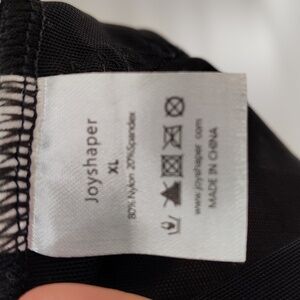 Joyshaper
XL
80% Nylon 20%Spandex
www.joyshaper.com
MADE IN CHINA